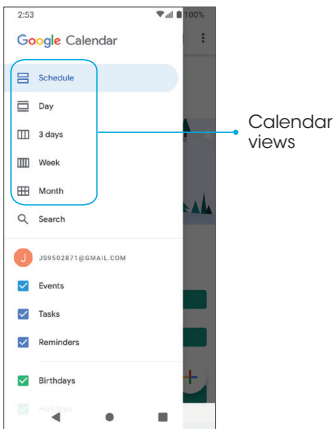 2:53
100%
Google Calendar
Schedule
Day
3 days
Week
Month
Search
J
JS9502871@GMAIL.COM
Events
Tasks
Reminders
Birthdays
Holidays
Calendar
views